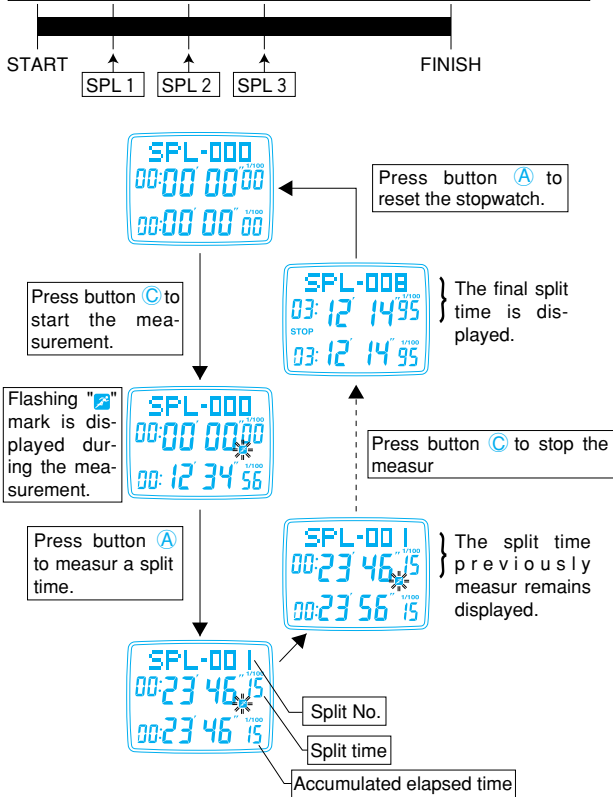 START
SPL 1
SPL 2
SPL 3
FINISH
SPL-000
00:00' 00" 00 1/100
00:00' 00" 00 1/100
Press button Ⓐ to
reset the stopwatch.
Press button Ⓒ to
start the mea-
surement.
SPL-008
03: 12' 14" 95 1/100
STOP
03: 12' 14" 95 1/100
The final split
time is dis-
played.
Flashing " "
mark is dis-
played dur-
ing the mea-
surement.
SPL-000
00:00' 00" 00 1/100
00: 12' 34" 56 1/100
Press button Ⓒ to stop the
measur
Press button Ⓐ
to measur a split
time.
SPL-001
00:23' 46" 15 1/100
00:23' 56" 15 1/100
The split time
previously
measur remains
displayed.
SPL-001
00:23' 46" 15 1/100
00:23' 46" 15 1/100
Split No.
Split time
Accumulated elapsed time